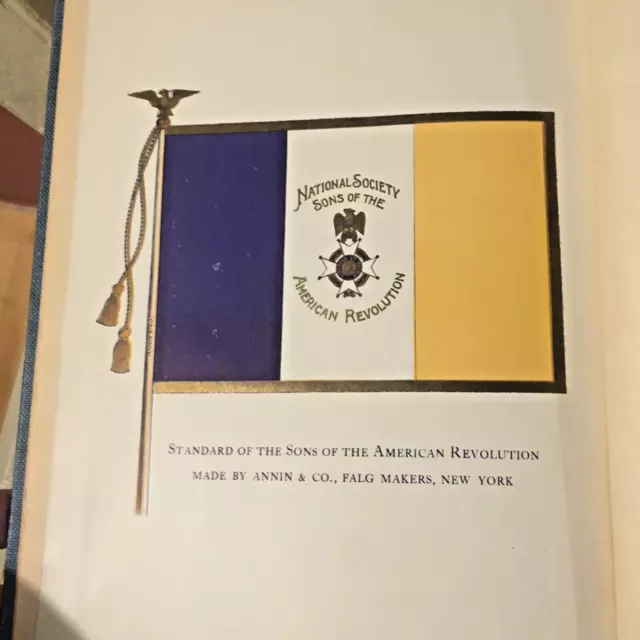 NATIONAL SOCIETY
SONS OF THE
AMERICAN REVOLUTION
STANDARD OF THE SONS OF THE AMERICAN REVOLUTION
MADE BY ANNIN & CO., FALG MAKERS, NEW YORK